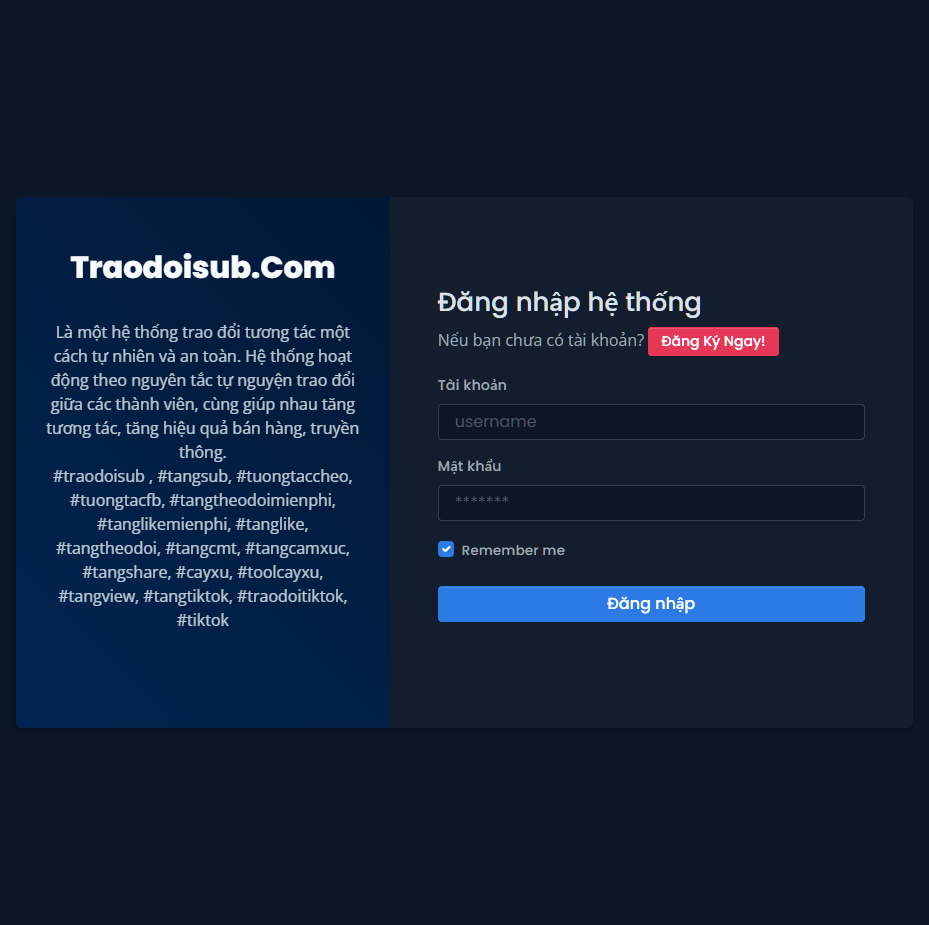 Traodoisub.Com
Là một hệ thống trao đổi tương tác một
cách tự nhiên và an toàn. Hệ thống hoạt
động theo nguyên tắc tự nguyện trao đổi
giữa các thành viên, cùng giúp nhau tăng
tương tác, tăng hiệu quả bán hàng, truyền
thông.
#traodoisub , #tangsub, #tuongtaccheo,
#tuongtacfb, #tangtheodoimienphi,
#tanglikemienphi, #tanglike,
#tangtheodoi, #tangcmt, #tangcamxuc,
#tangshare, #cayxu, #toolcayxu,
#tangview, #tangtiktok, #traodoitiktok,
#tiktok
Đăng nhập hệ thống
Nếu bạn chưa có tài khoản? Đăng Ký Ngay!
Tài khoản
username
Mật khẩu
*******
Remember me
Đăng nhập